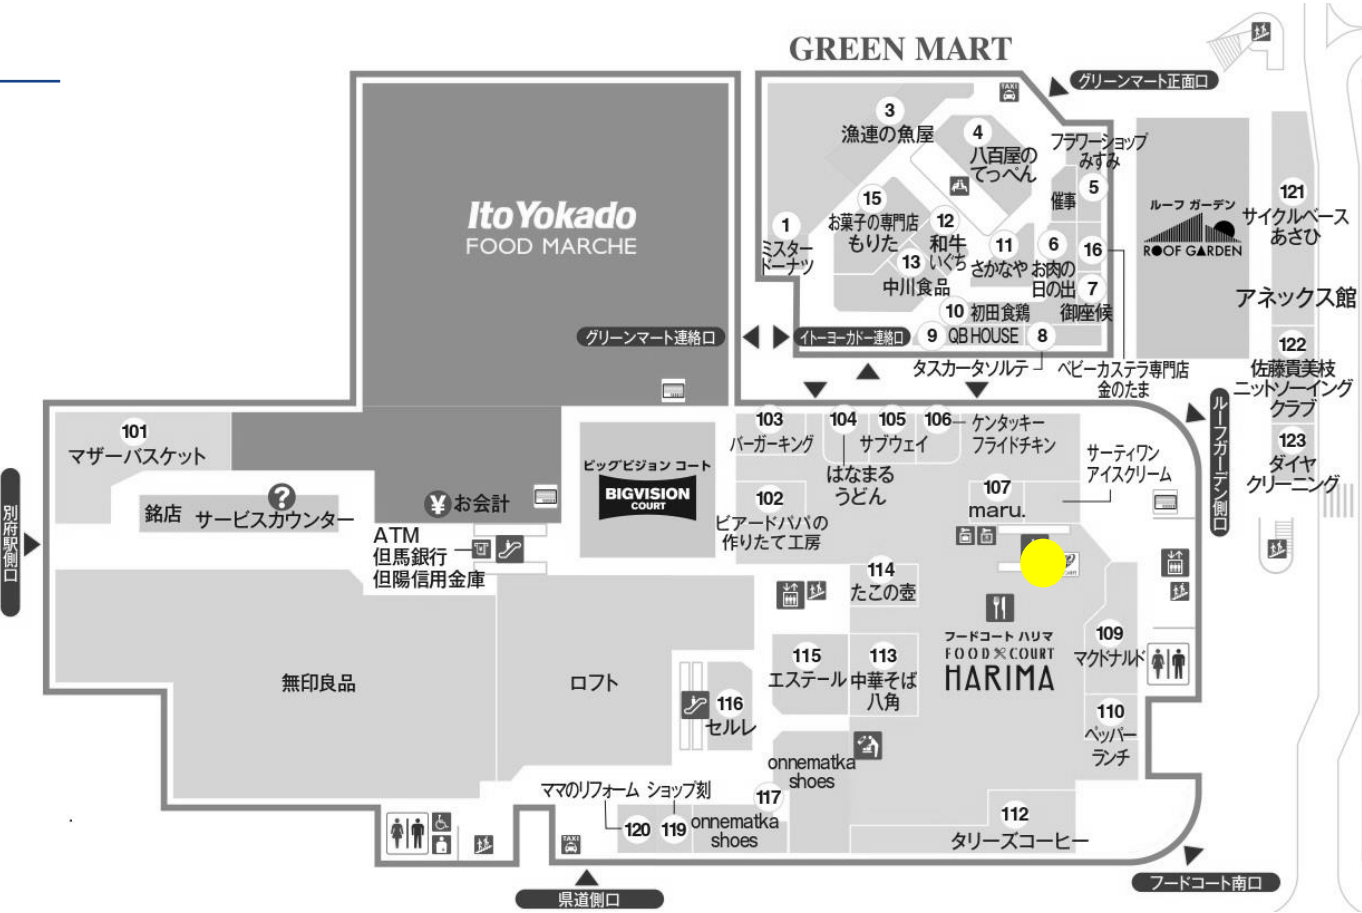 GREEN MART
グリーンマート正面口
TAXI
3
漁連の魚屋
4
八百屋の
てっぺん
フラワーショップ
みすみ
5
催事
15
お菓子の専門店
もりた
12
和牛
いぐち
13
中川食品
11
さかなや
6
お肉の
日の出
16
7
御座候
1
ミスター
ドーナツ
10
初田食鶏
9
QB HOUSE
8
タスカータソルテ
ベビーカステラ専門店
金のたま
イトーヨーカドー連絡口
グリーンマート連絡口
ItoYokado
FOOD MARCHE
ルーフ ガーデン
ROOF GARDEN
121
サイクルベース
あさひ
アネックス館
122
佐藤貴美枝
ニットソーイング
クラブ
123
ダイヤ
クリーニング
ルーフガーデン側口
101
マザーバスケット
銘店
?
サービスカウンター
¥
お会計
ATM
但馬銀行
但陽信用金庫
別府駅側口
ビッグビジョン コート
BIGVISION
COURT
103
バーガーキング
104
はなまる
うどん
105
サブウェイ
106
ケンタッキー
フライドチキン
サーティワン
アイスクリーム
102
ビアードパパの
作りたて工房
107
maru.
114
たこの壺
フードコート ハリマ
FOOD COURT
HARIMA
109
マクドナルド
110
ペッパー
ランチ
115
エステール
113
中華そば
八角
無印良品
ロフト
116
セルレ
onnematka
shoes
117
onnematka
shoes
ママのリフォーム
ショップ刻
120
119
112
タリーズコーヒー
TAXI
県道側口
フードコート南口